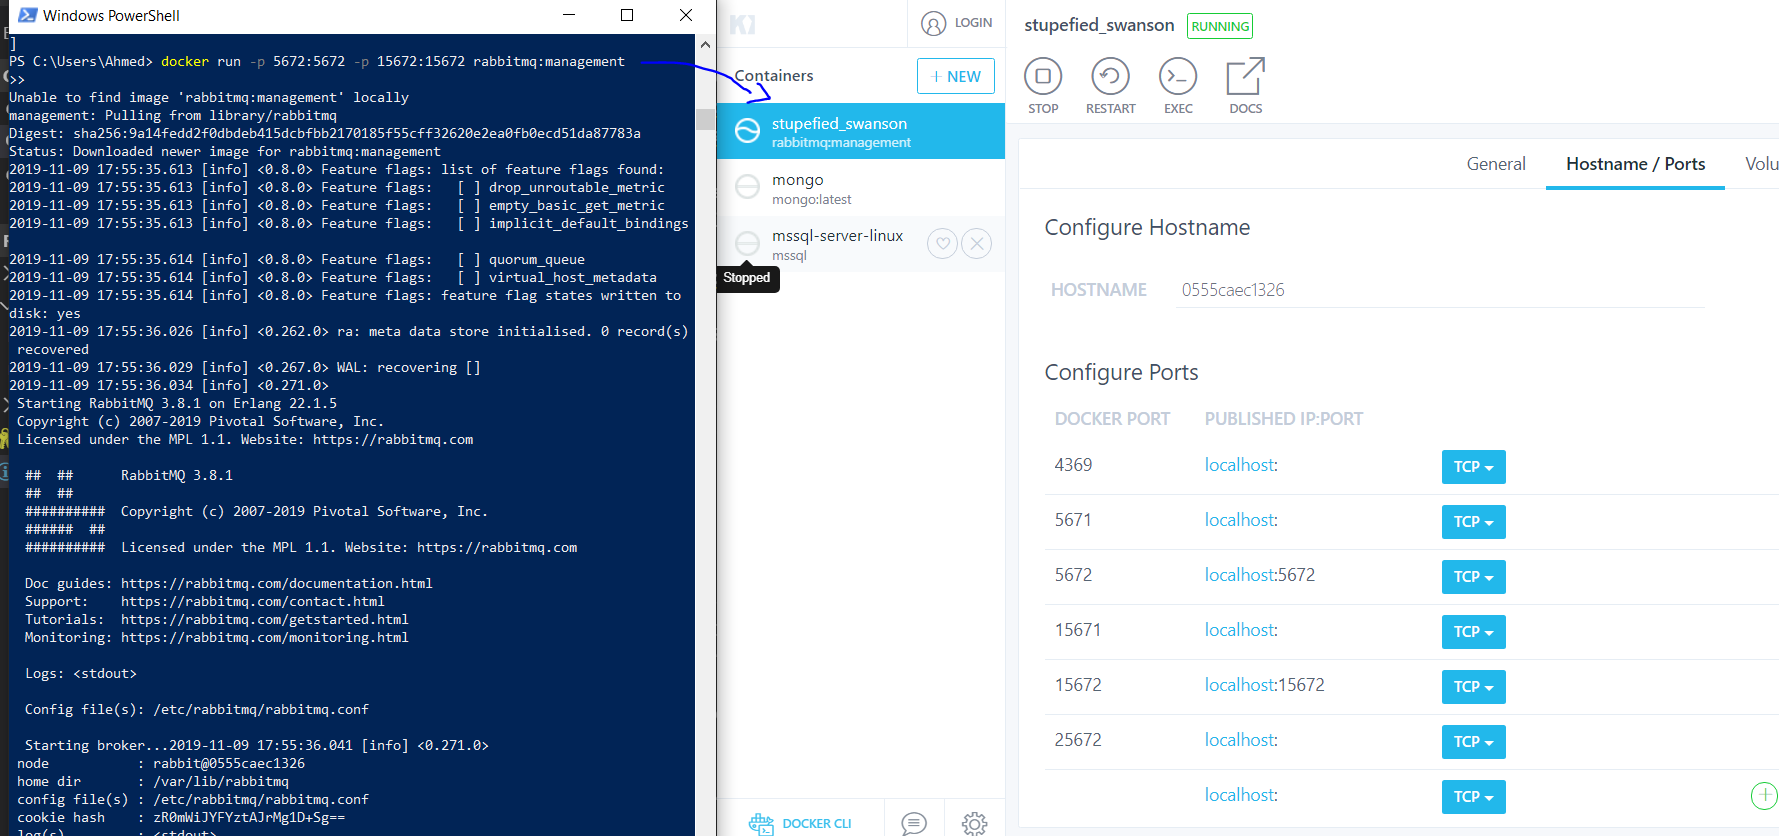 Windows PowerShell
]
PS C:\Users\Ahmed> docker run -p 5672:5672 -p 15672:15672 rabbitmq:management
>>
Unable to find image 'rabbitmq:management' locally
management: Pulling from library/rabbitmq
Digest: sha256:9a14fedd2f0dbdeb415dcbfbb2170185f55cff32620e2ea0fb0ecd51da87783a
Status: Downloaded newer image for rabbitmq:management
2019-11-09 17:55:35.613 [info] <0.8.0> Feature flags: list of feature flags found:
2019-11-09 17:55:35.613 [info] <0.8.0> Feature flags:   [ ] drop_unroutable_metric
2019-11-09 17:55:35.613 [info] <0.8.0> Feature flags:   [ ] empty_basic_get_metric
2019-11-09 17:55:35.613 [info] <0.8.0> Feature flags:   [ ] implicit_default_bindings
2019-11-09 17:55:35.614 [info] <0.8.0> Feature flags:   [ ] quorum_queue
2019-11-09 17:55:35.614 [info] <0.8.0> Feature flags:   [ ] virtual_host_metadata
2019-11-09 17:55:35.614 [info] <0.8.0> Feature flags: feature flag states written to
disk: yes
2019-11-09 17:55:36.026 [info] <0.262.0> ra: meta data store initialised. 0 record(s)
recovered
2019-11-09 17:55:36.029 [info] <0.267.0> WAL: recovering []
2019-11-09 17:55:36.034 [info] <0.271.0>
Starting RabbitMQ 3.8.1 on Erlang 22.1.5
Copyright (c) 2007-2019 Pivotal Software, Inc.
Licensed under the MPL 1.1. Website: https://rabbitmq.com
##  ##      RabbitMQ 3.8.1
##  ##
##########  Copyright (c) 2007-2019 Pivotal Software, Inc.
######  ##
##########  Licensed under the MPL 1.1. Website: https://rabbitmq.com
Doc guides: https://rabbitmq.com/documentation.html
Support:    https://rabbitmq.com/contact.html
Tutorials:  https://rabbitmq.com/getstarted.html
Monitoring: https://rabbitmq.com/monitoring.html
Logs: <stdout>
Config file(s): /etc/rabbitmq/rabbitmq.conf
Starting broker...2019-11-09 17:55:36.041 [info] <0.271.0>
node           : rabbit@0555caec1326
home dir       : /var/lib/rabbitmq
config file(s) : /etc/rabbitmq/rabbitmq.conf
cookie hash    : zR0mWiJYFYztAJrMg1D+Sg==
log(s)         : <stdout>
LOGIN
Containers
+ NEW
stupefied_swanson
rabbitmq:management
mongo
mongo:latest
mssql-server-linux
mssql
Stopped
DOCKER CLI
stupefied_swanson RUNNING
STOP RESTART EXEC DOCS
General Hostname / Ports Volu
Configure Hostname
HOSTNAME 0555caec1326
Configure Ports
DOCKER PORT PUBLISHED IP:PORT
4369 localhost: TCP
5671 localhost: TCP
5672 localhost:5672 TCP
15671 localhost: TCP
15672 localhost:15672 TCP
25672 localhost: TCP
localhost: TCP